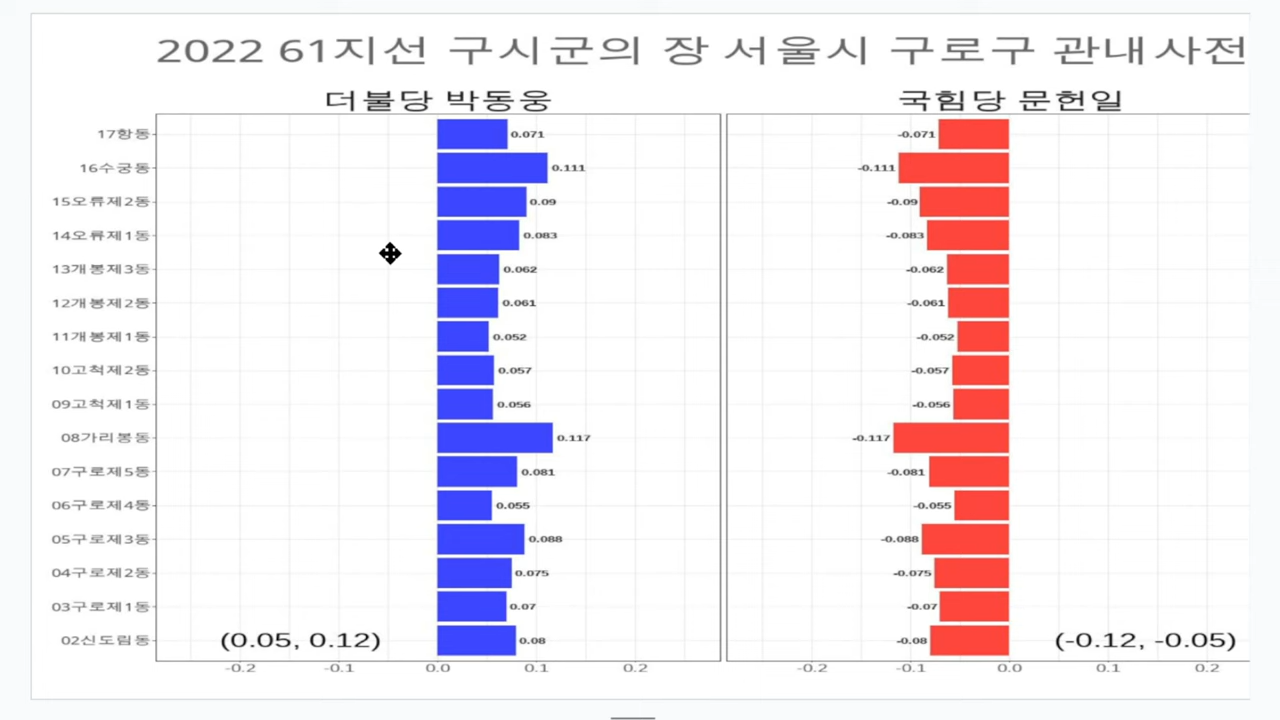 2022 61지선 구시군의 장 서울시 구로구 관내사전
더불당 박동웅 국힘당 문헌일
17항동 0.071 -0.071
16수궁동 0.111 -0.111
15오류제2동 0.09 -0.09
14오류제1동 0.083 -0.083
13개봉제3동 0.062 -0.062
12개봉제2동 0.061 -0.061
11개봉제1동 0.052 -0.052
10고척제2동 0.057 -0.057
09고척제1동 0.056 -0.056
08가리봉동 0.117 -0.117
07구로제5동 0.081 -0.081
06구로제4동 0.055 -0.055
05구로제3동 0.088 -0.088
04구로제2동 0.075 -0.075
03구로제1동 0.07 -0.07
02신도림동 (0.05, 0.12) 0.08 -0.08 (-0.12, -0.05)
-0.2 -0.1 0.0 0.1 0.2 -0.2 -0.1 0.0 0.1 0.2